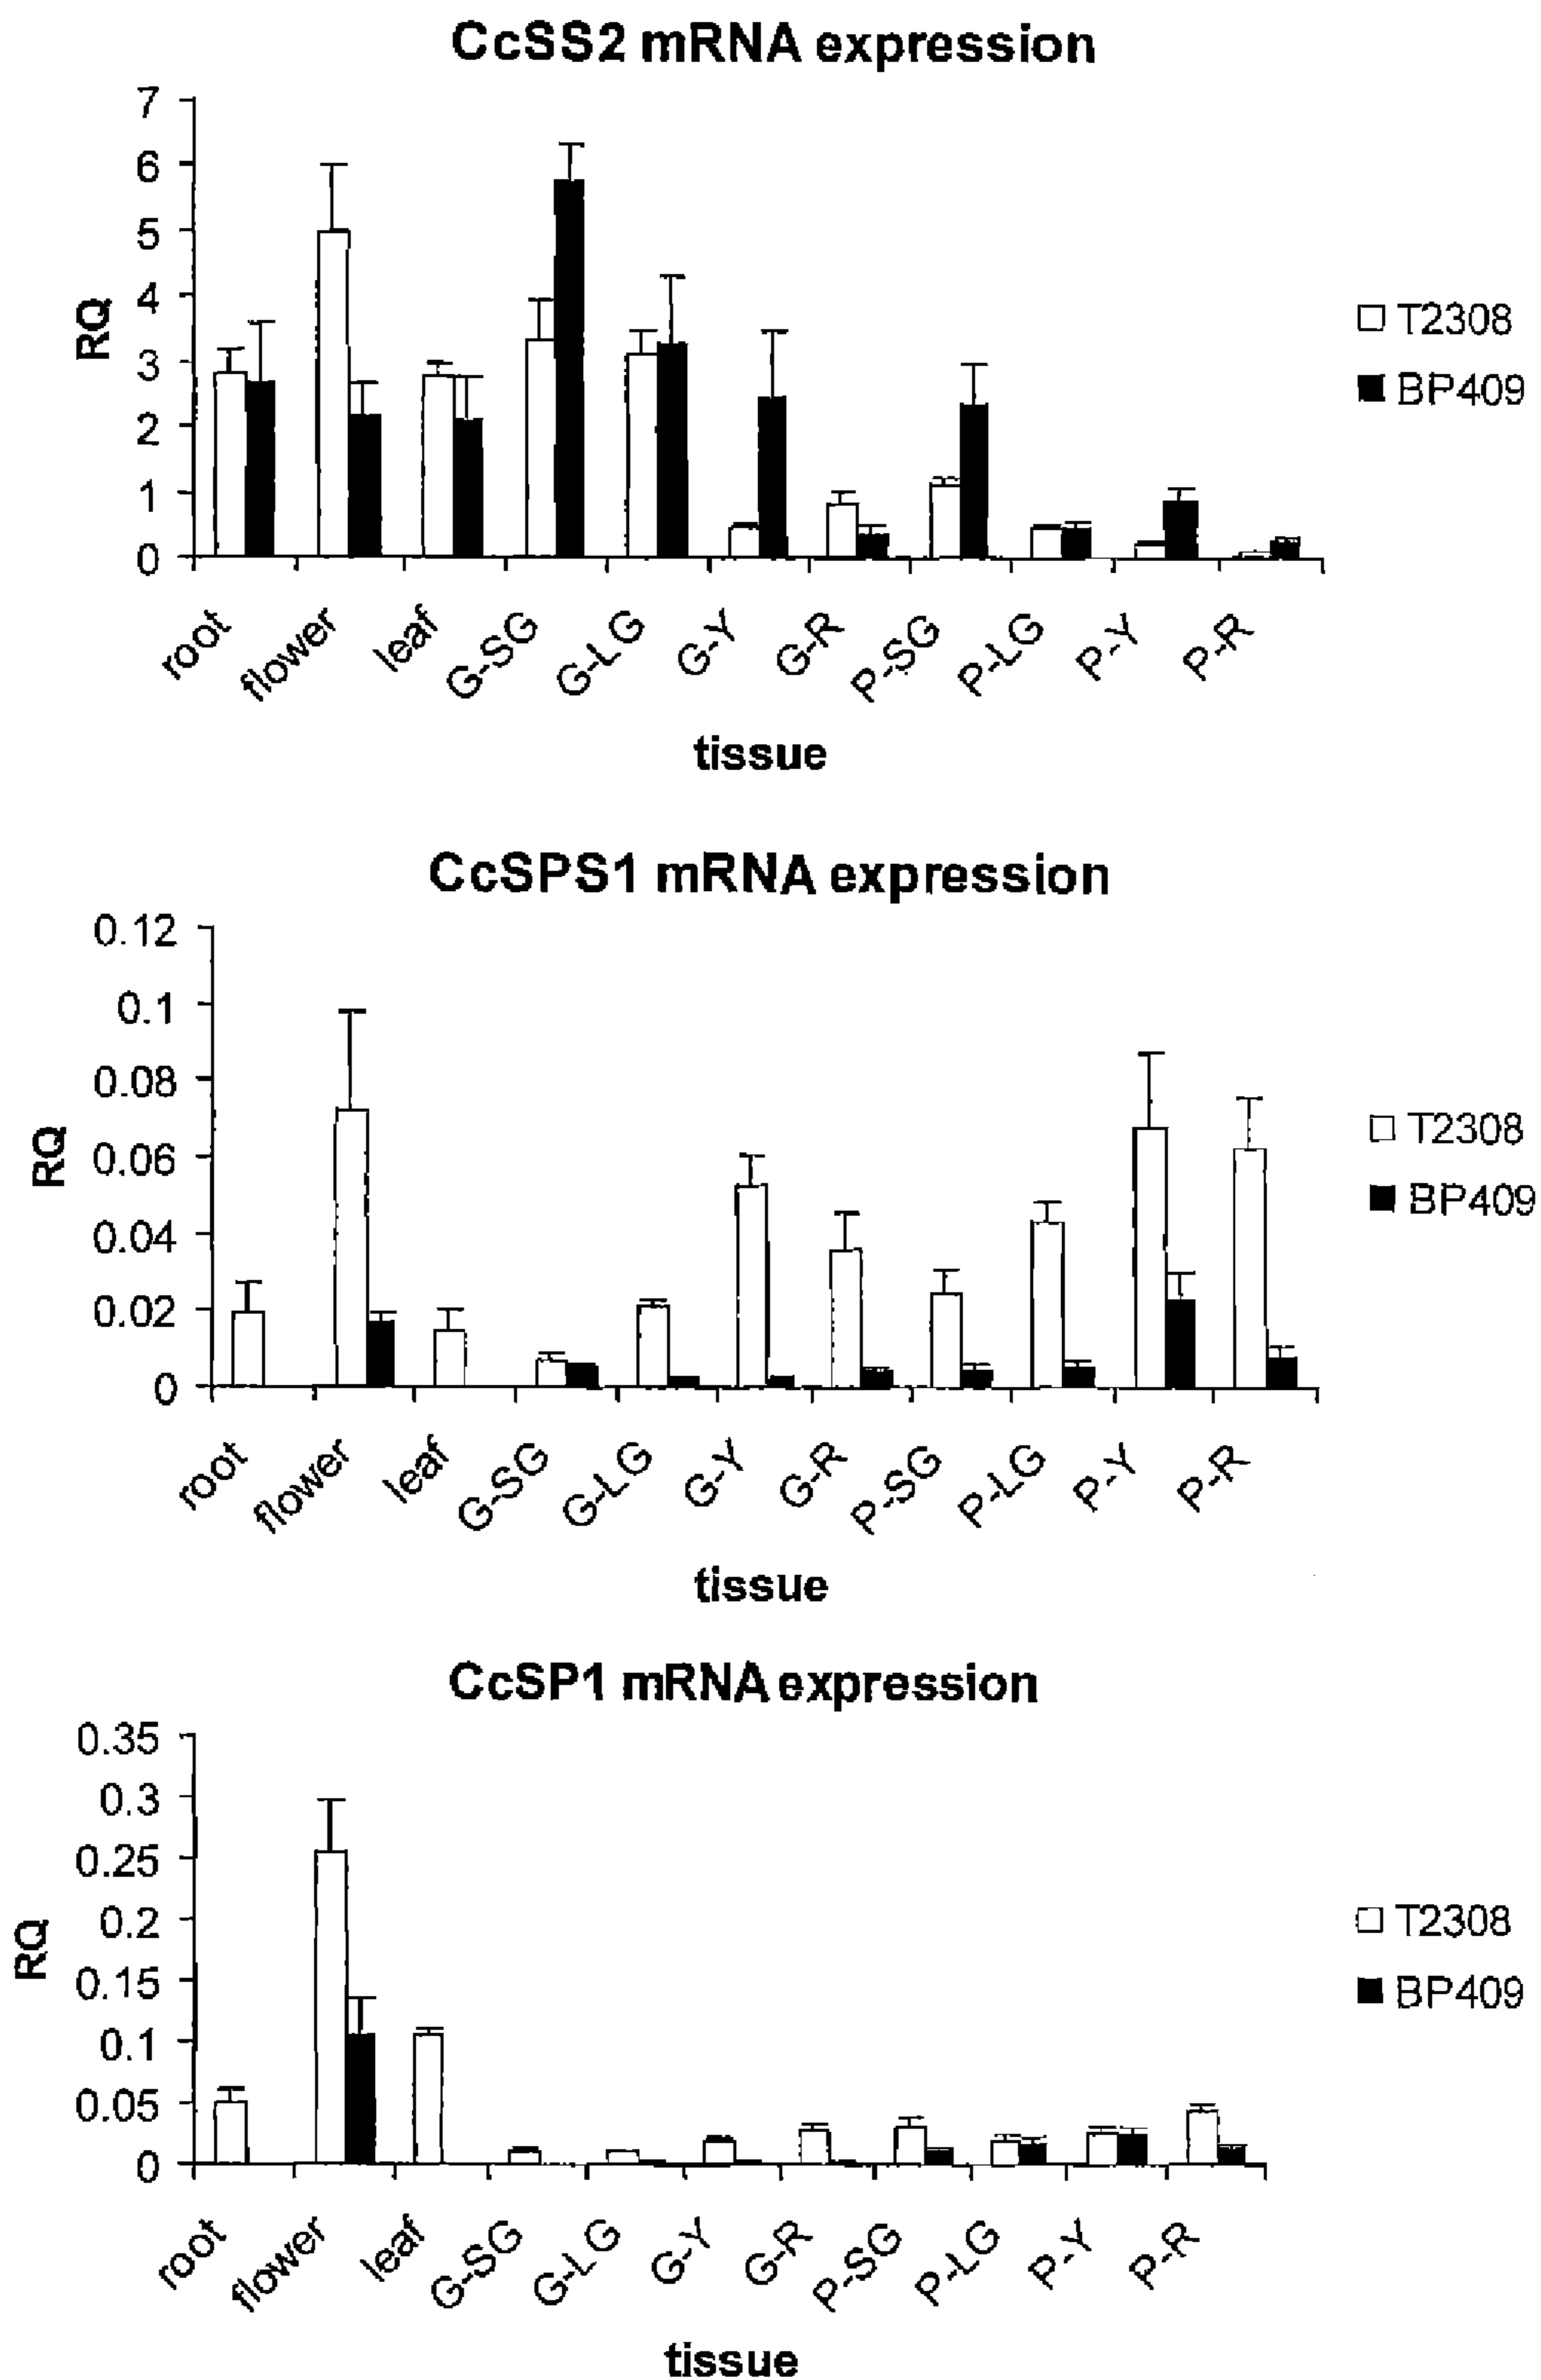 CcSS2 mRNA expression
7
6
5
4
3
2
1
0
RQ
T2308
BP409
root
flower
leaf
G-SG
G-LG
G-Y
G-R
P-SG
P-LG
P-Y
P-R
tissue
CcSPS1 mRNA expression
0.12
0.1
0.08
0.06
0.04
0.02
0
RQ
T2308
BP409
root
flower
leaf
G-SG
G-LG
G-Y
G-R
P-SG
P-LG
P-Y
P-R
tissue
CcSP1 mRNA expression
0.35
0.3
0.25
0.2
0.15
0.1
0.05
0
RQ
T2308
BP409
root
flower
leaf
G-SG
G-LG
G-Y
G-R
P-SG
P-LG
P-Y
P-R
tissue